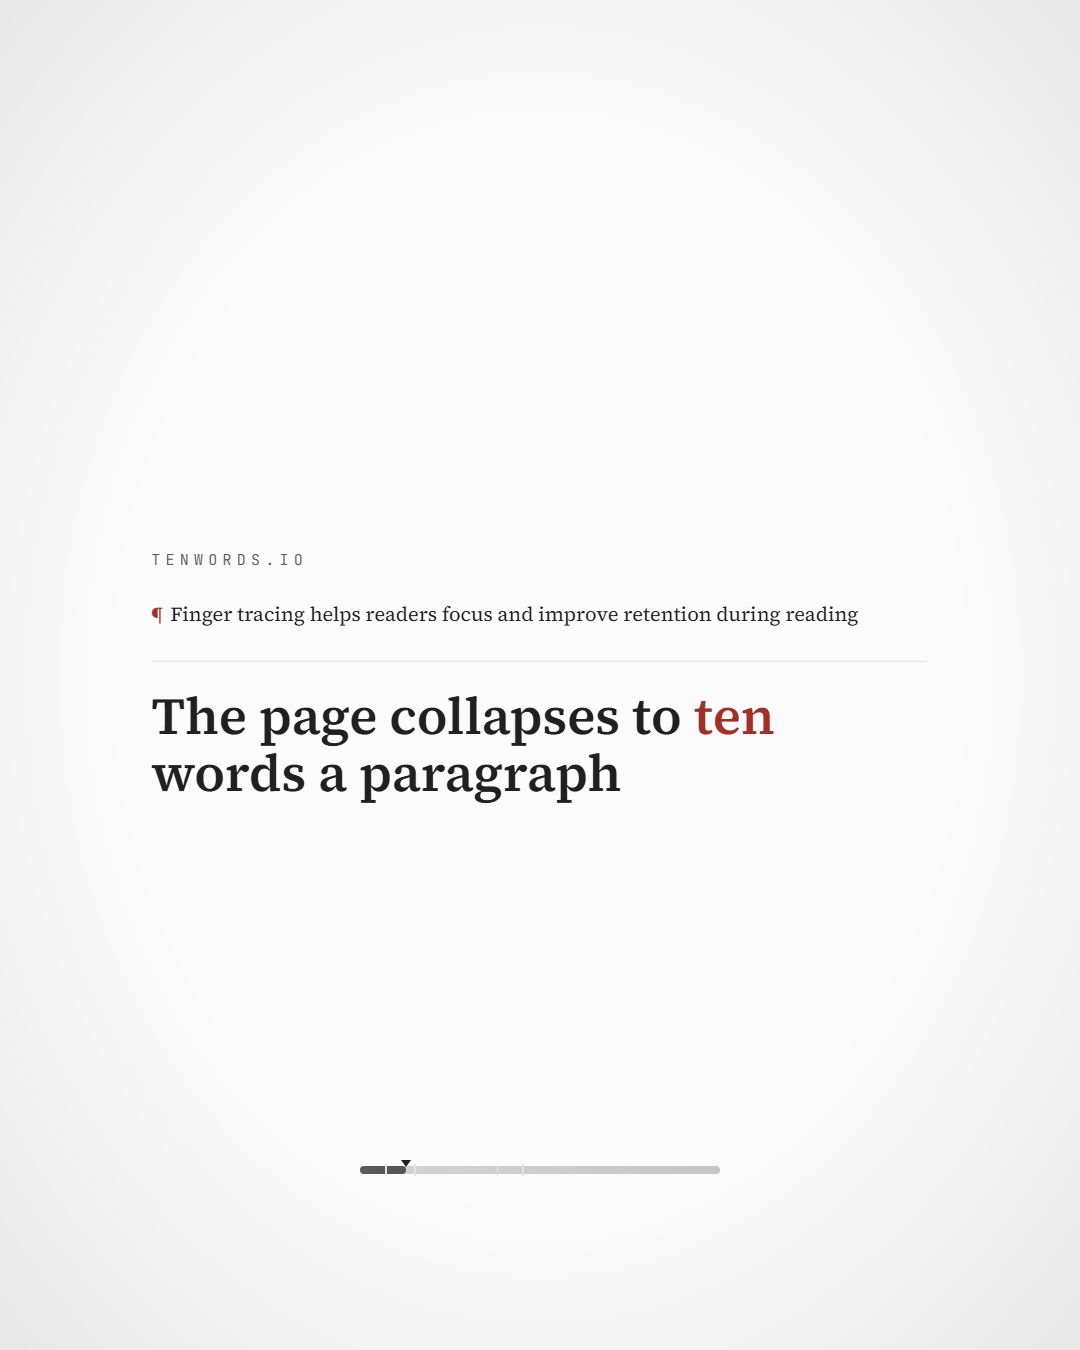 TENWORDS.IO
¶ Finger tracing helps readers focus and improve retention during reading
The page collapses to ten
words a paragraph